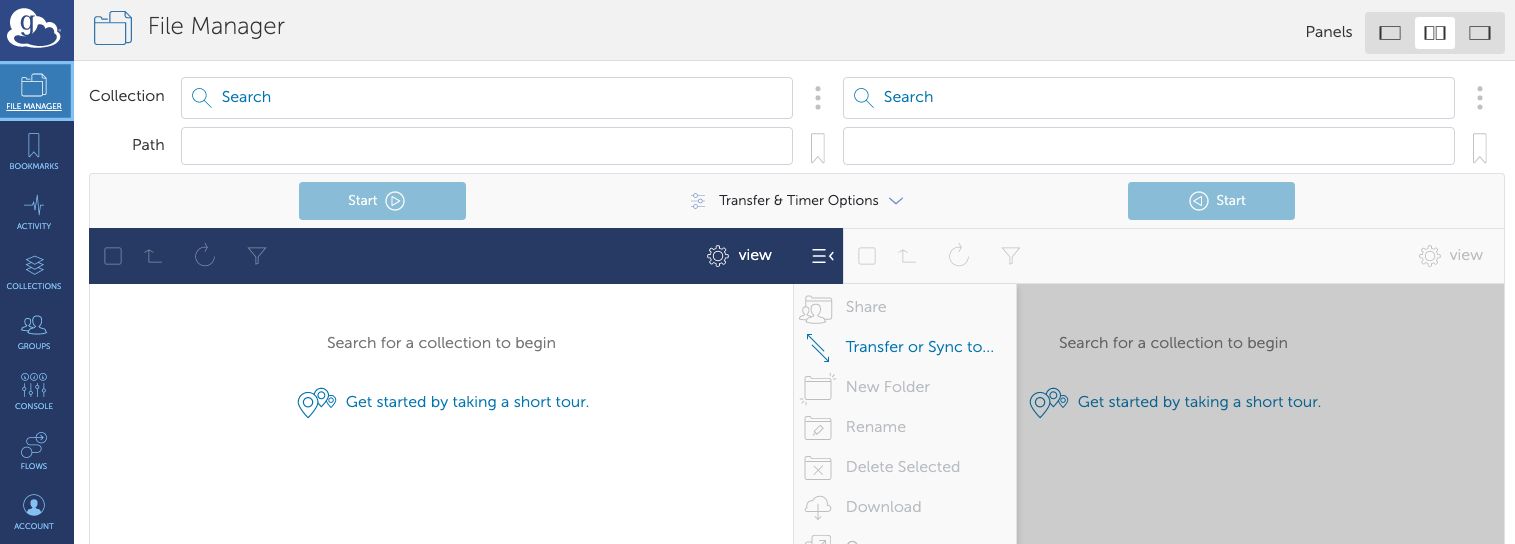 File Manager
Panels
FILE MANAGER
Collection
Search
Search
Path
BOOKMARKS
Start
Transfer & Timer Options
Start
ACTIVITY
view
view
COLLECTIONS
Share
GROUPS
Search for a collection to begin
Transfer or Sync to...
Search for a collection to begin
New Folder
CONSOLE
Get started by taking a short tour.
Get started by taking a short tour.
Rename
FLOWS
Delete Selected
Download
ACCOUNT